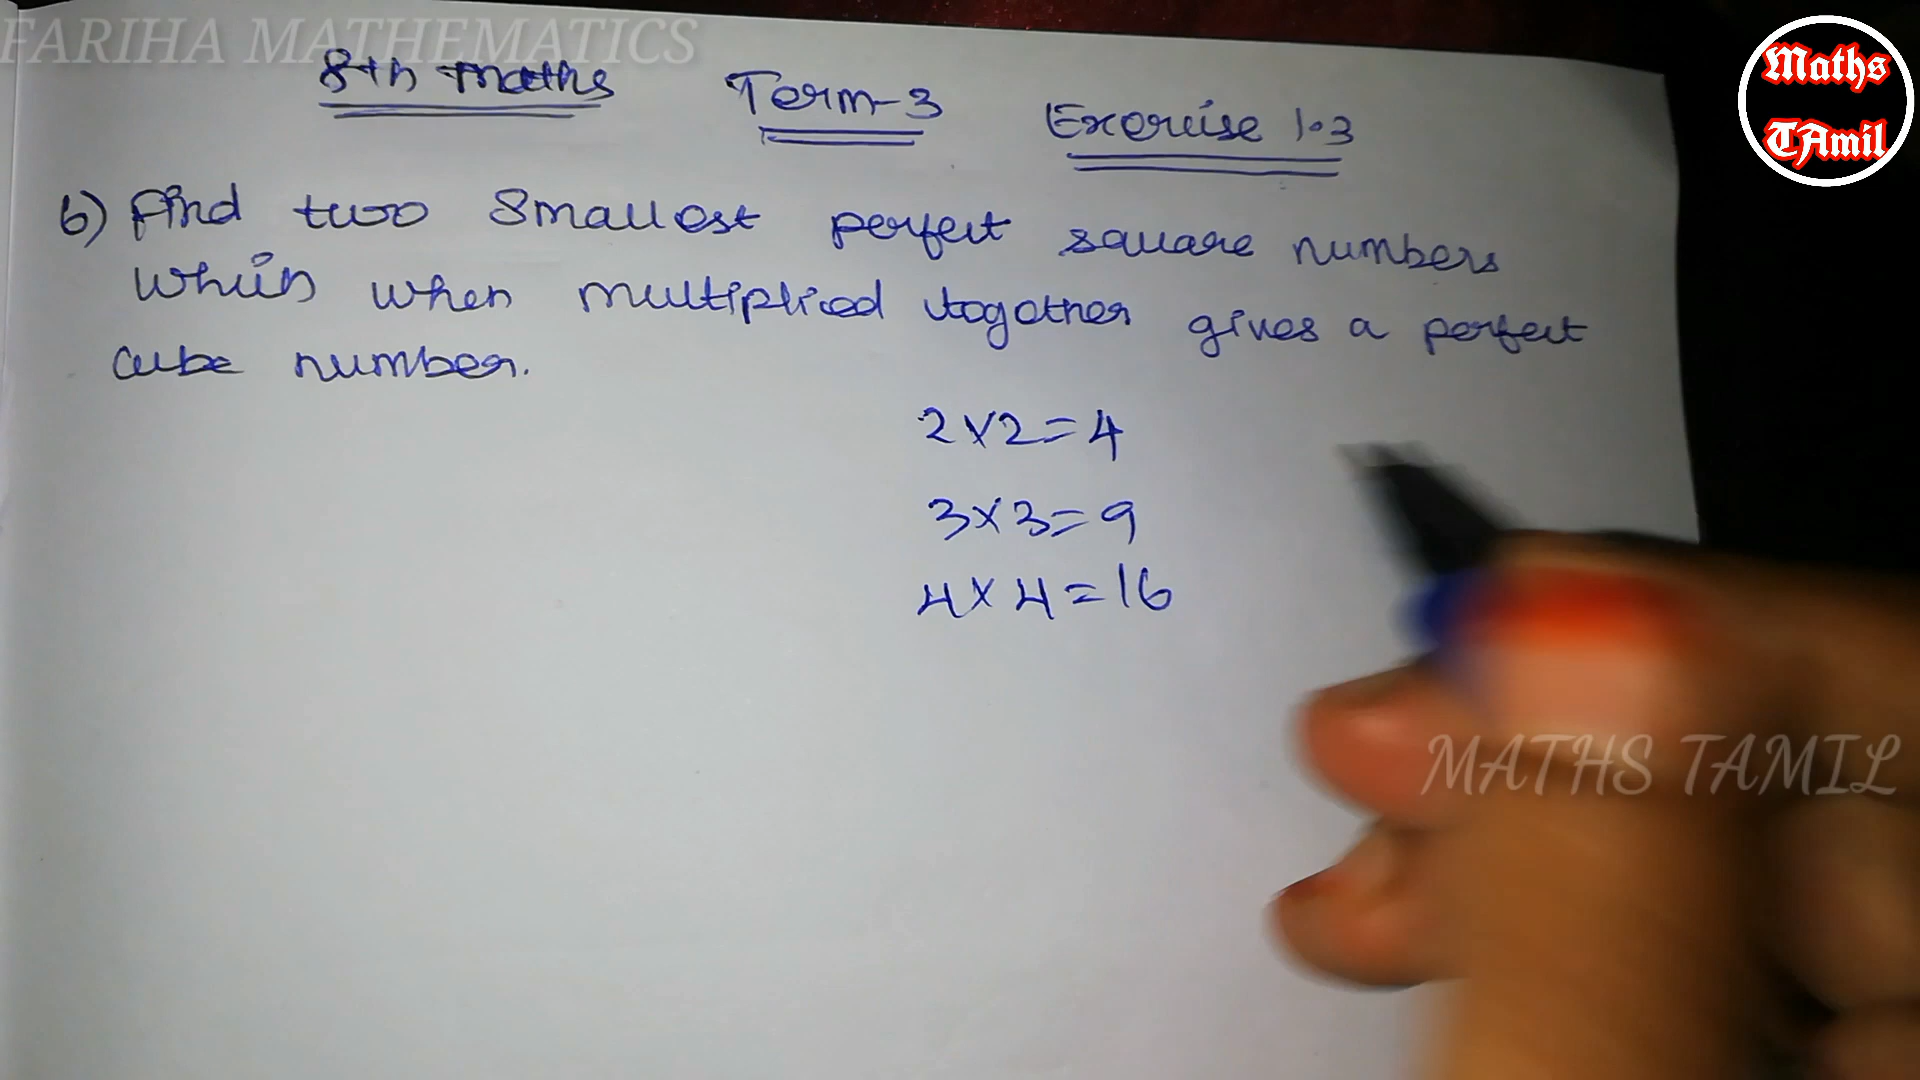 FARIHA MATHEMATICS
Maths
TAmil
8th maths Term-3 Exercise 1.3
6) Find two smallest perfect square numbers
which when multiplied together gives a perfect
cube number.
2×2=4
3×3=9
4×4=16
MATHS TAMIL